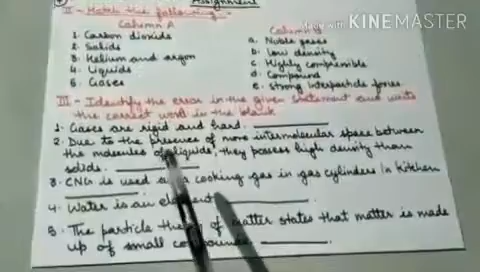 Assignment
II - Match the following.
Column A
1. Carbon dioxide
2. Solids
3. Helium and argon
4. Liquids
5. Gases
Column B
a. Noble gases
b. Low density
c. Highly compressible
d. Compound
e. Strong interparticle forces
III - Identify the error in the given statement and write
the correct word in the blank
1. Gases are rigid and hard.
2. Due to the presence of more intermolecular space between
the molecules of liquids, they possess high density than
solids.
3. CNG is used as a cooking gas in gas cylinders in kitchen
4. Water is an element
5. The particle theory of matter states that matter is made
up of small compounds.
Made with
KINEMASTER